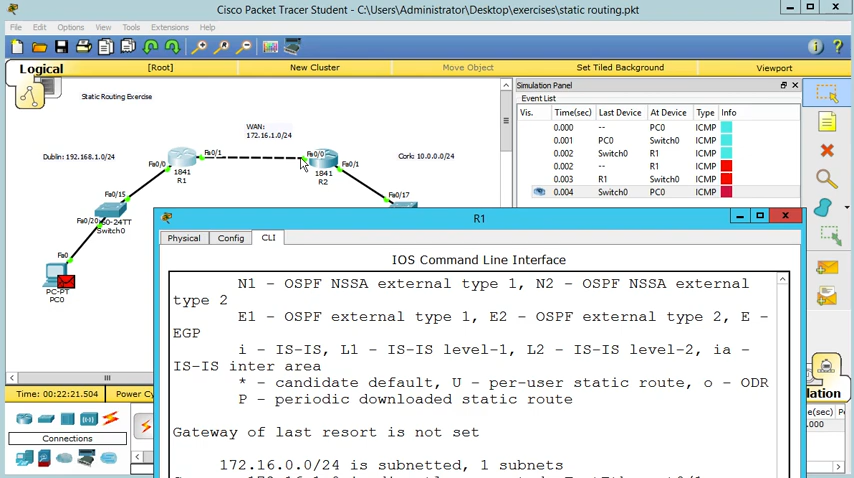 Cisco Packet Tracer Student - C:\Users\Administrator\Desktop\exercises\static routing.pkt
File Edit Options View Tools Extensions Help
Logical [Root] New Cluster Move Object Set Tiled Background Viewport
Static Routing Exercise
WAN:
172.16.1.0/24
Dublin: 192.168.1.0/24
Cork: 10.0.0.0/24
Fa0/0
Fa0/1
Fa0/0
Fa0/1
1841
R1
1841
R2
Fa0/15
Fa0/17
60-24TT
Switch0
Fa0/20
Fa0
PC-PT
PC0
Simulation Panel
Event List
Vis. Time(sec) Last Device At Device Type Info
0.000 -- PC0 ICMP
0.001 PC0 Switch0 ICMP
0.002 Switch0 R1 ICMP
0.002 -- R1 ICMP
0.003 R1 Switch0 ICMP
0.004 Switch0 PC0 ICMP
R1
Physical Config CLI
IOS Command Line Interface
N1 - OSPF NSSA external type 1, N2 - OSPF NSSA external
type 2
E1 - OSPF external type 1, E2 - OSPF external type 2, E -
EGP
i - IS-IS, L1 - IS-IS level-1, L2 - IS-IS level-2, ia -
IS-IS inter area
* - candidate default, U - per-user static route, o - ODR
P - periodic downloaded static route
Gateway of last resort is not set
172.16.0.0/24 is subnetted, 1 subnets
Time: 00:22:21.504 Power Cy
Connections